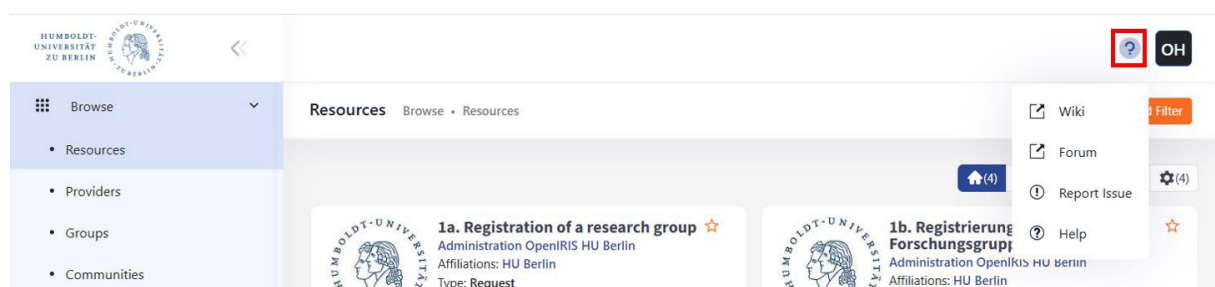 HUMBOLDT-
UNIVERSITÄT
ZU BERLIN
?
OH
Browse
Resources Browse • Resources
Wiki
Filter
• Resources
Forum
(4)
(4)
Report Issue
• Providers
• Groups
1a. Registration of a research group
1b. Registrierung
Help
Administration OpenIRIS HU Berlin
Forschungsgrupp
Affiliations: HU Berlin
Administration OpenIRIS HU Berlin
• Communities
Type: Request
Affiliations: HU Berlin